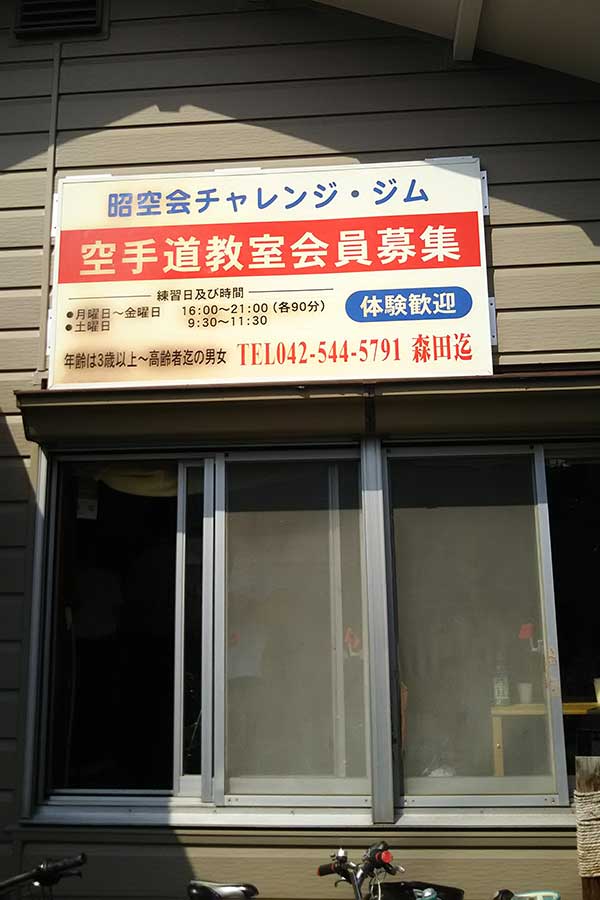 昭空会チャレンジ・ジム
空手道教室会員募集
練習日及び時間
●月曜日～金曜日 16:00～21:00(各90分)
●土曜日 9:30～11:30
体験歓迎
年齢は3歳以上～高齢者迄の男女 TEL042-544-5791 森田迄